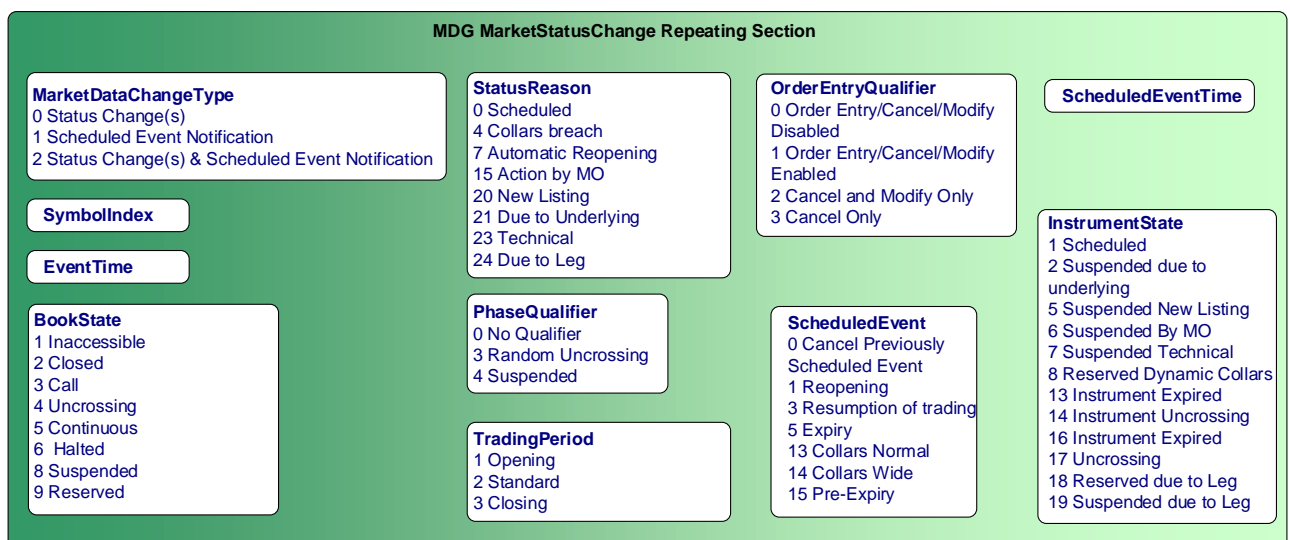 MDG MarketStatusChange Repeating Section
MarketDataChangeType
0 Status Change(s)
1 Scheduled Event Notification
2 Status Change(s) & Scheduled Event Notification
SymbolIndex
EventTime
BookState
1 Inaccessible
2 Closed
3 Call
4 Uncrossing
5 Continuous
6 Halted
8 Suspended
9 Reserved
StatusReason
0 Scheduled
4 Collars breach
7 Automatic Reopening
15 Action by MO
20 New Listing
21 Due to Underlying
23 Technical
24 Due to Leg
PhaseQualifier
0 No Qualifier
3 Random Uncrossing
4 Suspended
TradingPeriod
1 Opening
2 Standard
3 Closing
OrderEntryQualifier
0 Order Entry/Cancel/Modify
Disabled
1 Order Entry/Cancel/Modify
Enabled
2 Cancel and Modify Only
3 Cancel Only
ScheduledEvent
0 Cancel Previously
Scheduled Event
1 Reopening
3 Resumption of trading
5 Expiry
13 Collars Normal
14 Collars Wide
15 Pre-Expiry
ScheduledEventTime
InstrumentState
1 Scheduled
2 Suspended due to
underlying
5 Suspended New Listing
6 Suspended By MO
7 Suspended Technical
8 Reserved Dynamic Collars
13 Instrument Expired
14 Instrument Uncrossing
16 Instrument Expired
17 Uncrossing
18 Reserved due to Leg
19 Suspended due to Leg